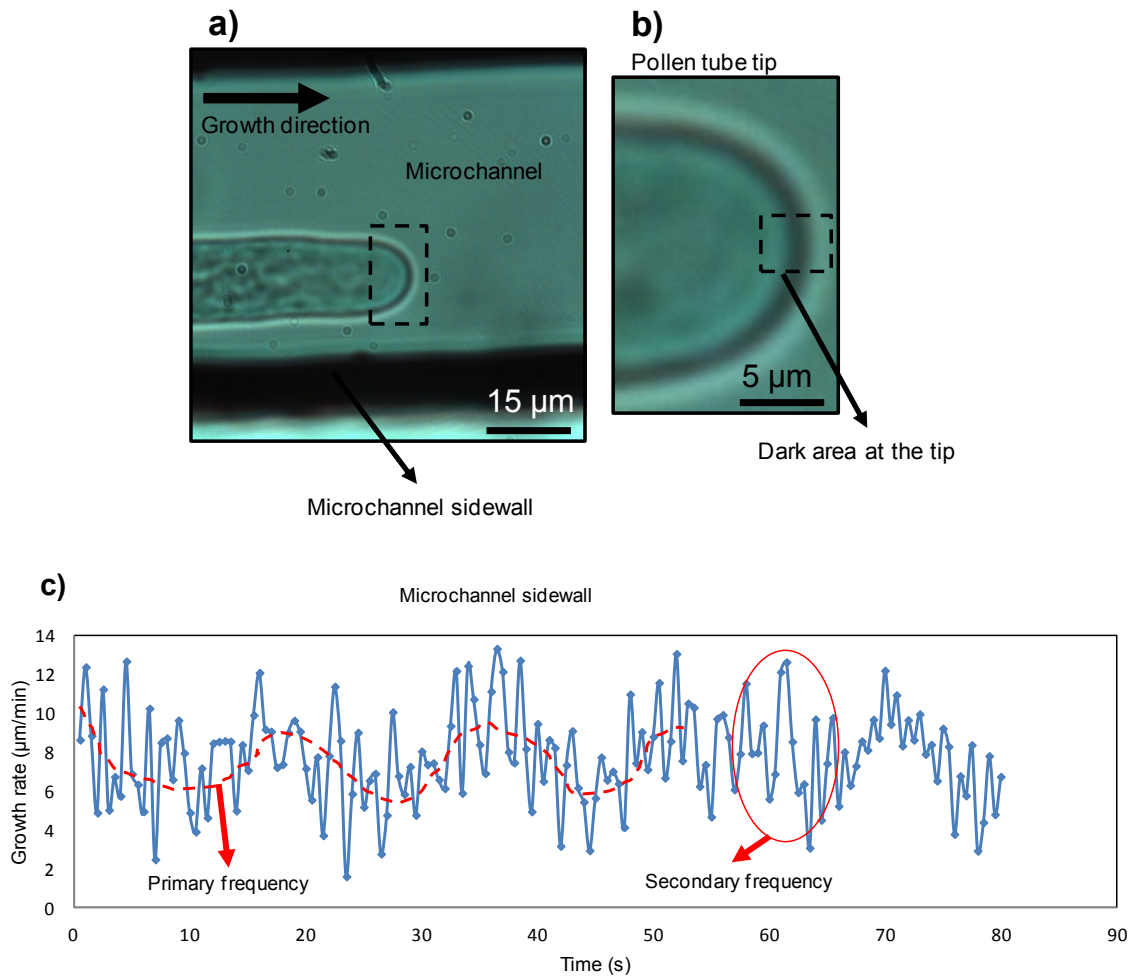 a)
Growth direction
Microchannel
15 µm
Microchannel sidewall
b)
Pollen tube tip
5 µm
Dark area at the tip
c)
Microchannel sidewall
Growth rate (µm/min)
14
12
10
8
6
4
2
0
Primary frequency
Secondary frequency
0 10 20 30 40 50 60 70 80 90
Time (s)